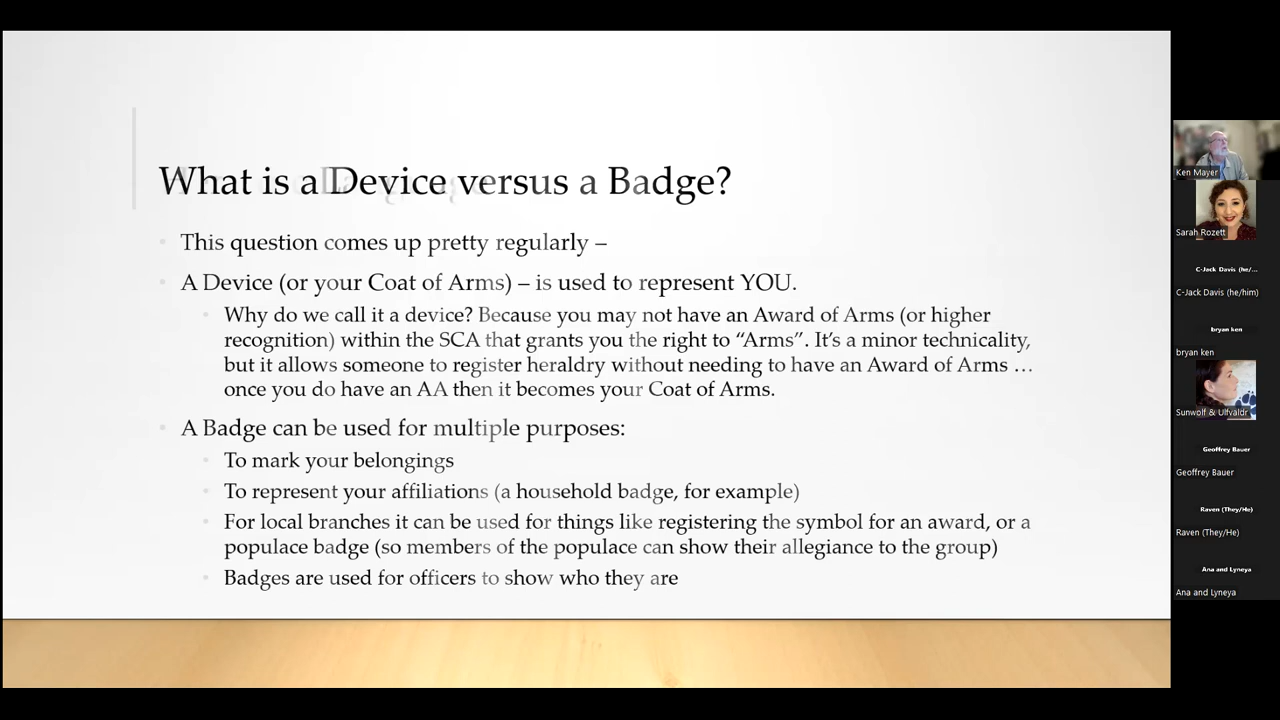 What is a Device versus a Badge?
This question comes up pretty regularly –
A Device (or your Coat of Arms) – is used to represent YOU.
Why do we call it a device? Because you may not have an Award of Arms (or higher
recognition) within the SCA that grants you the right to “Arms”. It’s a minor technicality,
but it allows someone to register heraldry without needing to have an Award of Arms …
once you do have an AA then it becomes your Coat of Arms.
A Badge can be used for multiple purposes:
To mark your belongings
To represent your affiliations (a household badge, for example)
For local branches it can be used for things like registering the symbol for an award, or a
populace badge (so members of the populace can show their allegiance to the group)
Badges are used for officers to show who they are
Ken Mayer
Sarah Rozett
C-Jack Davis (he/...
C-Jack Davis (he/him)
bryan ken
bryan ken
Sunwolf & Ulfvaldr
Geoffrey Bauer
Geoffrey Bauer
Raven (They/He)
Raven (They/He)
Ana and Lyneya
Ana and Lyneya